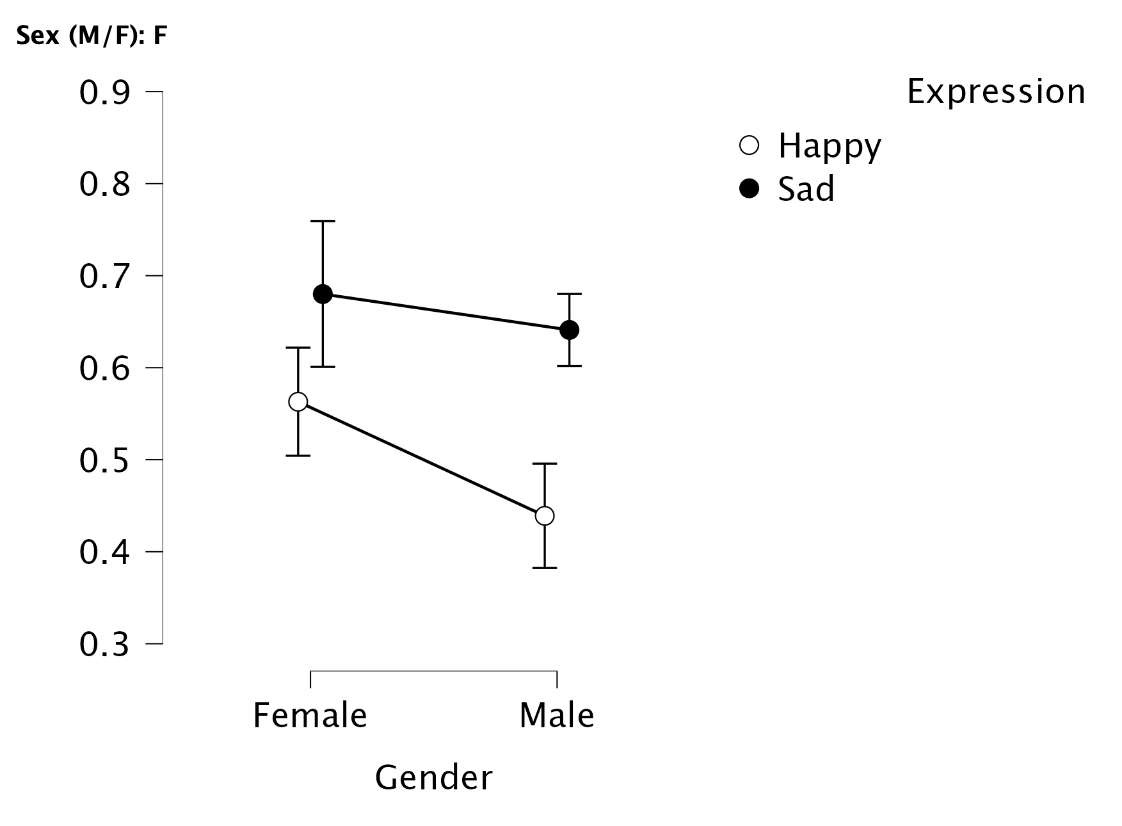 Sex (M/F): F
0.9
0.8
0.7
0.6
0.5
0.4
0.3
Female Male
Gender
Expression
Happy
Sad